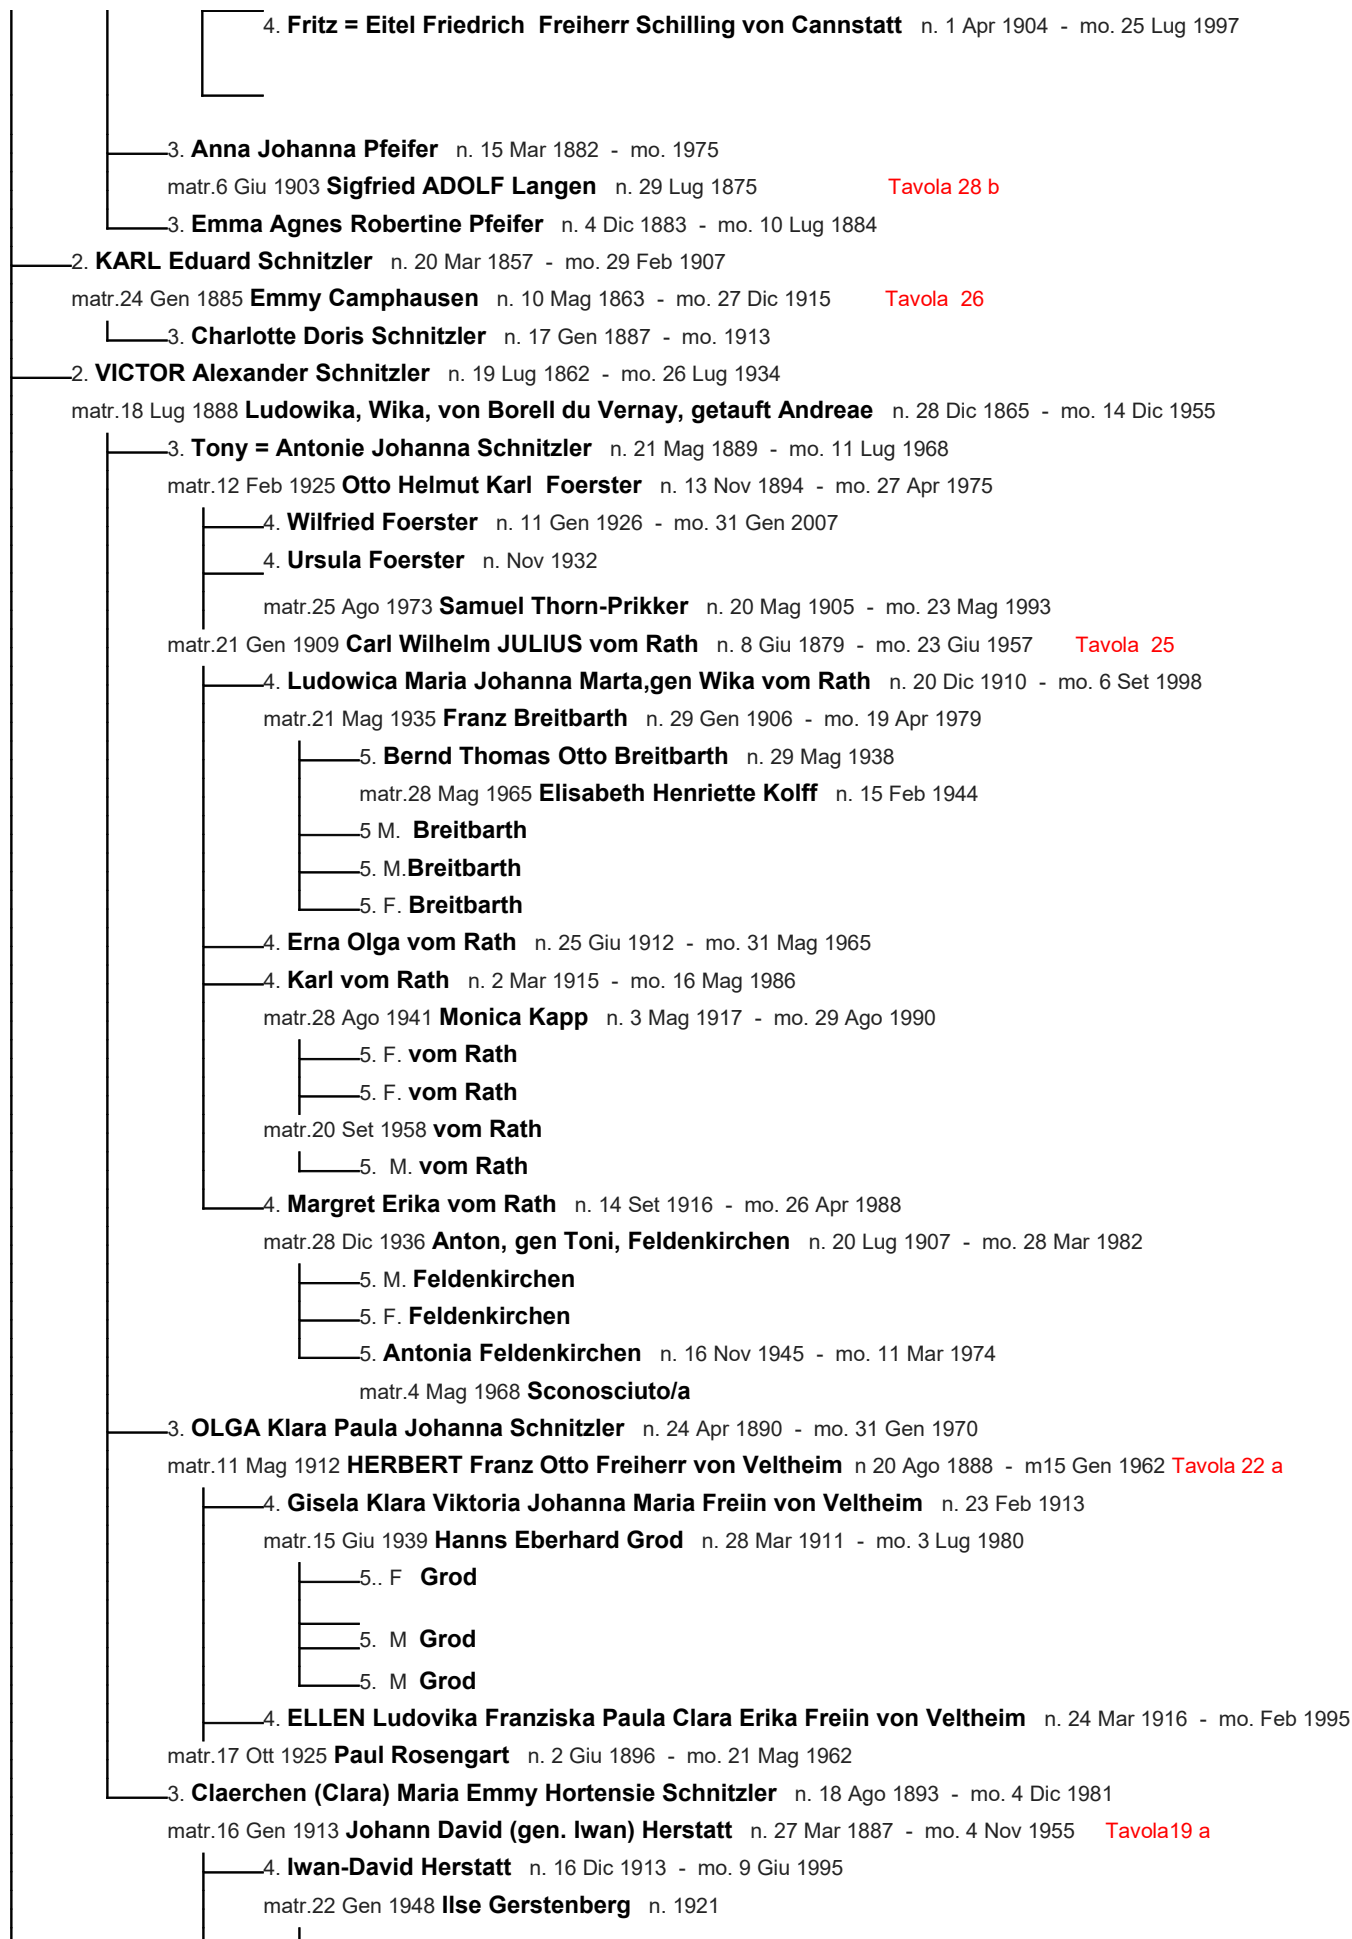 4. Fritz = Eitel Friedrich  Freiherr Schilling von Cannstatt   n. 1 Apr 1904  -  mo. 25 Lug 1997
3. Anna Johanna Pfeifer   n. 15 Mar 1882  -  mo. 1975
matr.6 Giu 1903 Sigfried ADOLF Langen   n. 29 Lug 1875   Tavola 28 b
3. Emma Agnes Robertine Pfeifer   n. 4 Dic 1883  -  mo. 10 Lug 1884
2. KARL Eduard Schnitzler   n. 20 Mar 1857  -  mo. 29 Feb 1907
matr.24 Gen 1885 Emmy Camphausen   n. 10 Mag 1863  -  mo. 27 Dic 1915   Tavola  26
3. Charlotte Doris Schnitzler   n. 17 Gen 1887  -  mo. 1913
2. VICTOR Alexander Schnitzler   n. 19 Lug 1862  -  mo. 26 Lug 1934
matr.18 Lug 1888 Ludowika, Wika, von Borell du Vernay, getauft Andreae   n. 28 Dic 1865  -  mo. 14 Dic 1955
3. Tony = Antonie Johanna Schnitzler   n. 21 Mag 1889  -  mo. 11 Lug 1968
matr.12 Feb 1925 Otto Helmut Karl  Foerster   n. 13 Nov 1894  -  mo. 27 Apr 1975
4. Wilfried Foerster   n. 11 Gen 1926  -  mo. 31 Gen 2007
4. Ursula Foerster   n. Nov 1932
matr.25 Ago 1973 Samuel Thorn-Prikker   n. 20 Mag 1905  -  mo. 23 Mag 1993
matr.21 Gen 1909 Carl Wilhelm JULIUS vom Rath   n. 8 Giu 1879  -  mo. 23 Giu 1957   Tavola  25
4. Ludowica Maria Johanna Marta,gen Wika vom Rath   n. 20 Dic 1910  -  mo. 6 Set 1998
matr.21 Mag 1935 Franz Breitbarth   n. 29 Gen 1906  -  mo. 19 Apr 1979
5. Bernd Thomas Otto Breitbarth   n. 29 Mag 1938
matr.28 Mag 1965 Elisabeth Henriette Kolff   n. 15 Feb 1944
5 M.  Breitbarth
5. M.Breitbarth
5. F. Breitbarth
4. Erna Olga vom Rath   n. 25 Giu 1912  -  mo. 31 Mag 1965
4. Karl vom Rath   n. 2 Mar 1915  -  mo. 16 Mag 1986
matr.28 Ago 1941 Monica Kapp   n. 3 Mag 1917  -  mo. 29 Ago 1990
5. F. vom Rath
5. F. vom Rath
matr.20 Set 1958 vom Rath
5.  M. vom Rath
4. Margret Erika vom Rath   n. 14 Set 1916  -  mo. 26 Apr 1988
matr.28 Dic 1936 Anton, gen Toni, Feldenkirchen   n. 20 Lug 1907  -  mo. 28 Mar 1982
5. M. Feldenkirchen
5. F. Feldenkirchen
5. Antonia Feldenkirchen   n. 16 Nov 1945  -  mo. 11 Mar 1974
matr.4 Mag 1968 Sconosciuto/a
3. OLGA Klara Paula Johanna Schnitzler   n. 24 Apr 1890  -  mo. 31 Gen 1970
matr.11 Mag 1912 HERBERT Franz Otto Freiherr von Veltheim  n 20 Ago 1888  -  m15 Gen 1962 Tavola 22 a
4. Gisela Klara Viktoria Johanna Maria Freiin von Veltheim   n. 23 Feb 1913
matr.15 Giu 1939 Hanns Eberhard Grod   n. 28 Mar 1911  -  mo. 3 Lug 1980
5.. F   Grod
5.  M  Grod
5.  M  Grod
4. ELLEN Ludovika Franziska Paula Clara Erika Freiin von Veltheim   n. 24 Mar 1916  -  mo. Feb 1995
matr.17 Ott 1925 Paul Rosengart   n. 2 Giu 1896  -  mo. 21 Mag 1962
3. Claerchen (Clara) Maria Emmy Hortensie Schnitzler   n. 18 Ago 1893  -  mo. 4 Dic 1981
matr.16 Gen 1913 Johann David (gen. Iwan) Herstatt   n. 27 Mar 1887  -  mo. 4 Nov 1955   Tavola19 a
4. Iwan-David Herstatt   n. 16 Dic 1913  -  mo. 9 Giu 1995
matr.22 Gen 1948 Ilse Gerstenberg   n. 1921